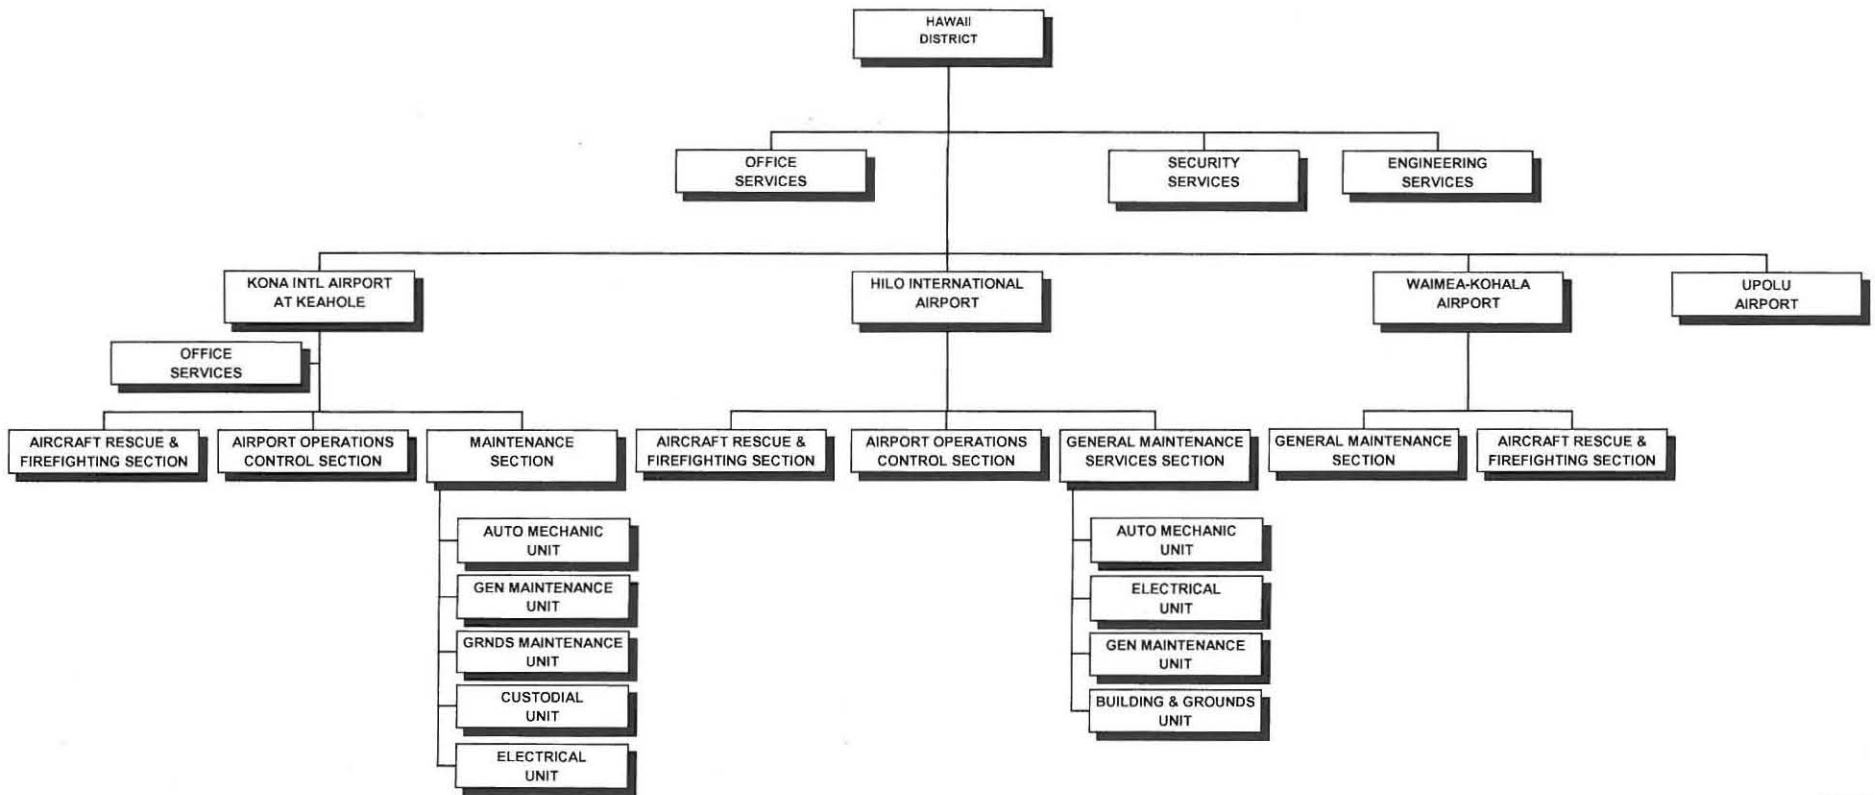 HAWAII
DISTRICT
OFFICE
SERVICES
SECURITY
SERVICES
ENGINEERING
SERVICES
KONA INTL AIRPORT
AT KEAHOLE
HILO INTERNATIONAL
AIRPORT
WAIMEA-KOHALA
AIRPORT
UPOLU
AIRPORT
OFFICE
SERVICES
AIRCRAFT RESCUE &
FIREFIGHTING SECTION
AIRPORT OPERATIONS
CONTROL SECTION
MAINTENANCE
SECTION
AIRCRAFT RESCUE &
FIREFIGHTING SECTION
AIRPORT OPERATIONS
CONTROL SECTION
GENERAL MAINTENANCE
SERVICES SECTION
GENERAL MAINTENANCE
SECTION
AIRCRAFT RESCUE &
FIREFIGHTING SECTION
AUTO MECHANIC
UNIT
GEN MAINTENANCE
UNIT
GRNDS MAINTENANCE
UNIT
CUSTODIAL
UNIT
ELECTRICAL
UNIT
AUTO MECHANIC
UNIT
ELECTRICAL
UNIT
GEN MAINTENANCE
UNIT
BUILDING & GROUNDS
UNIT